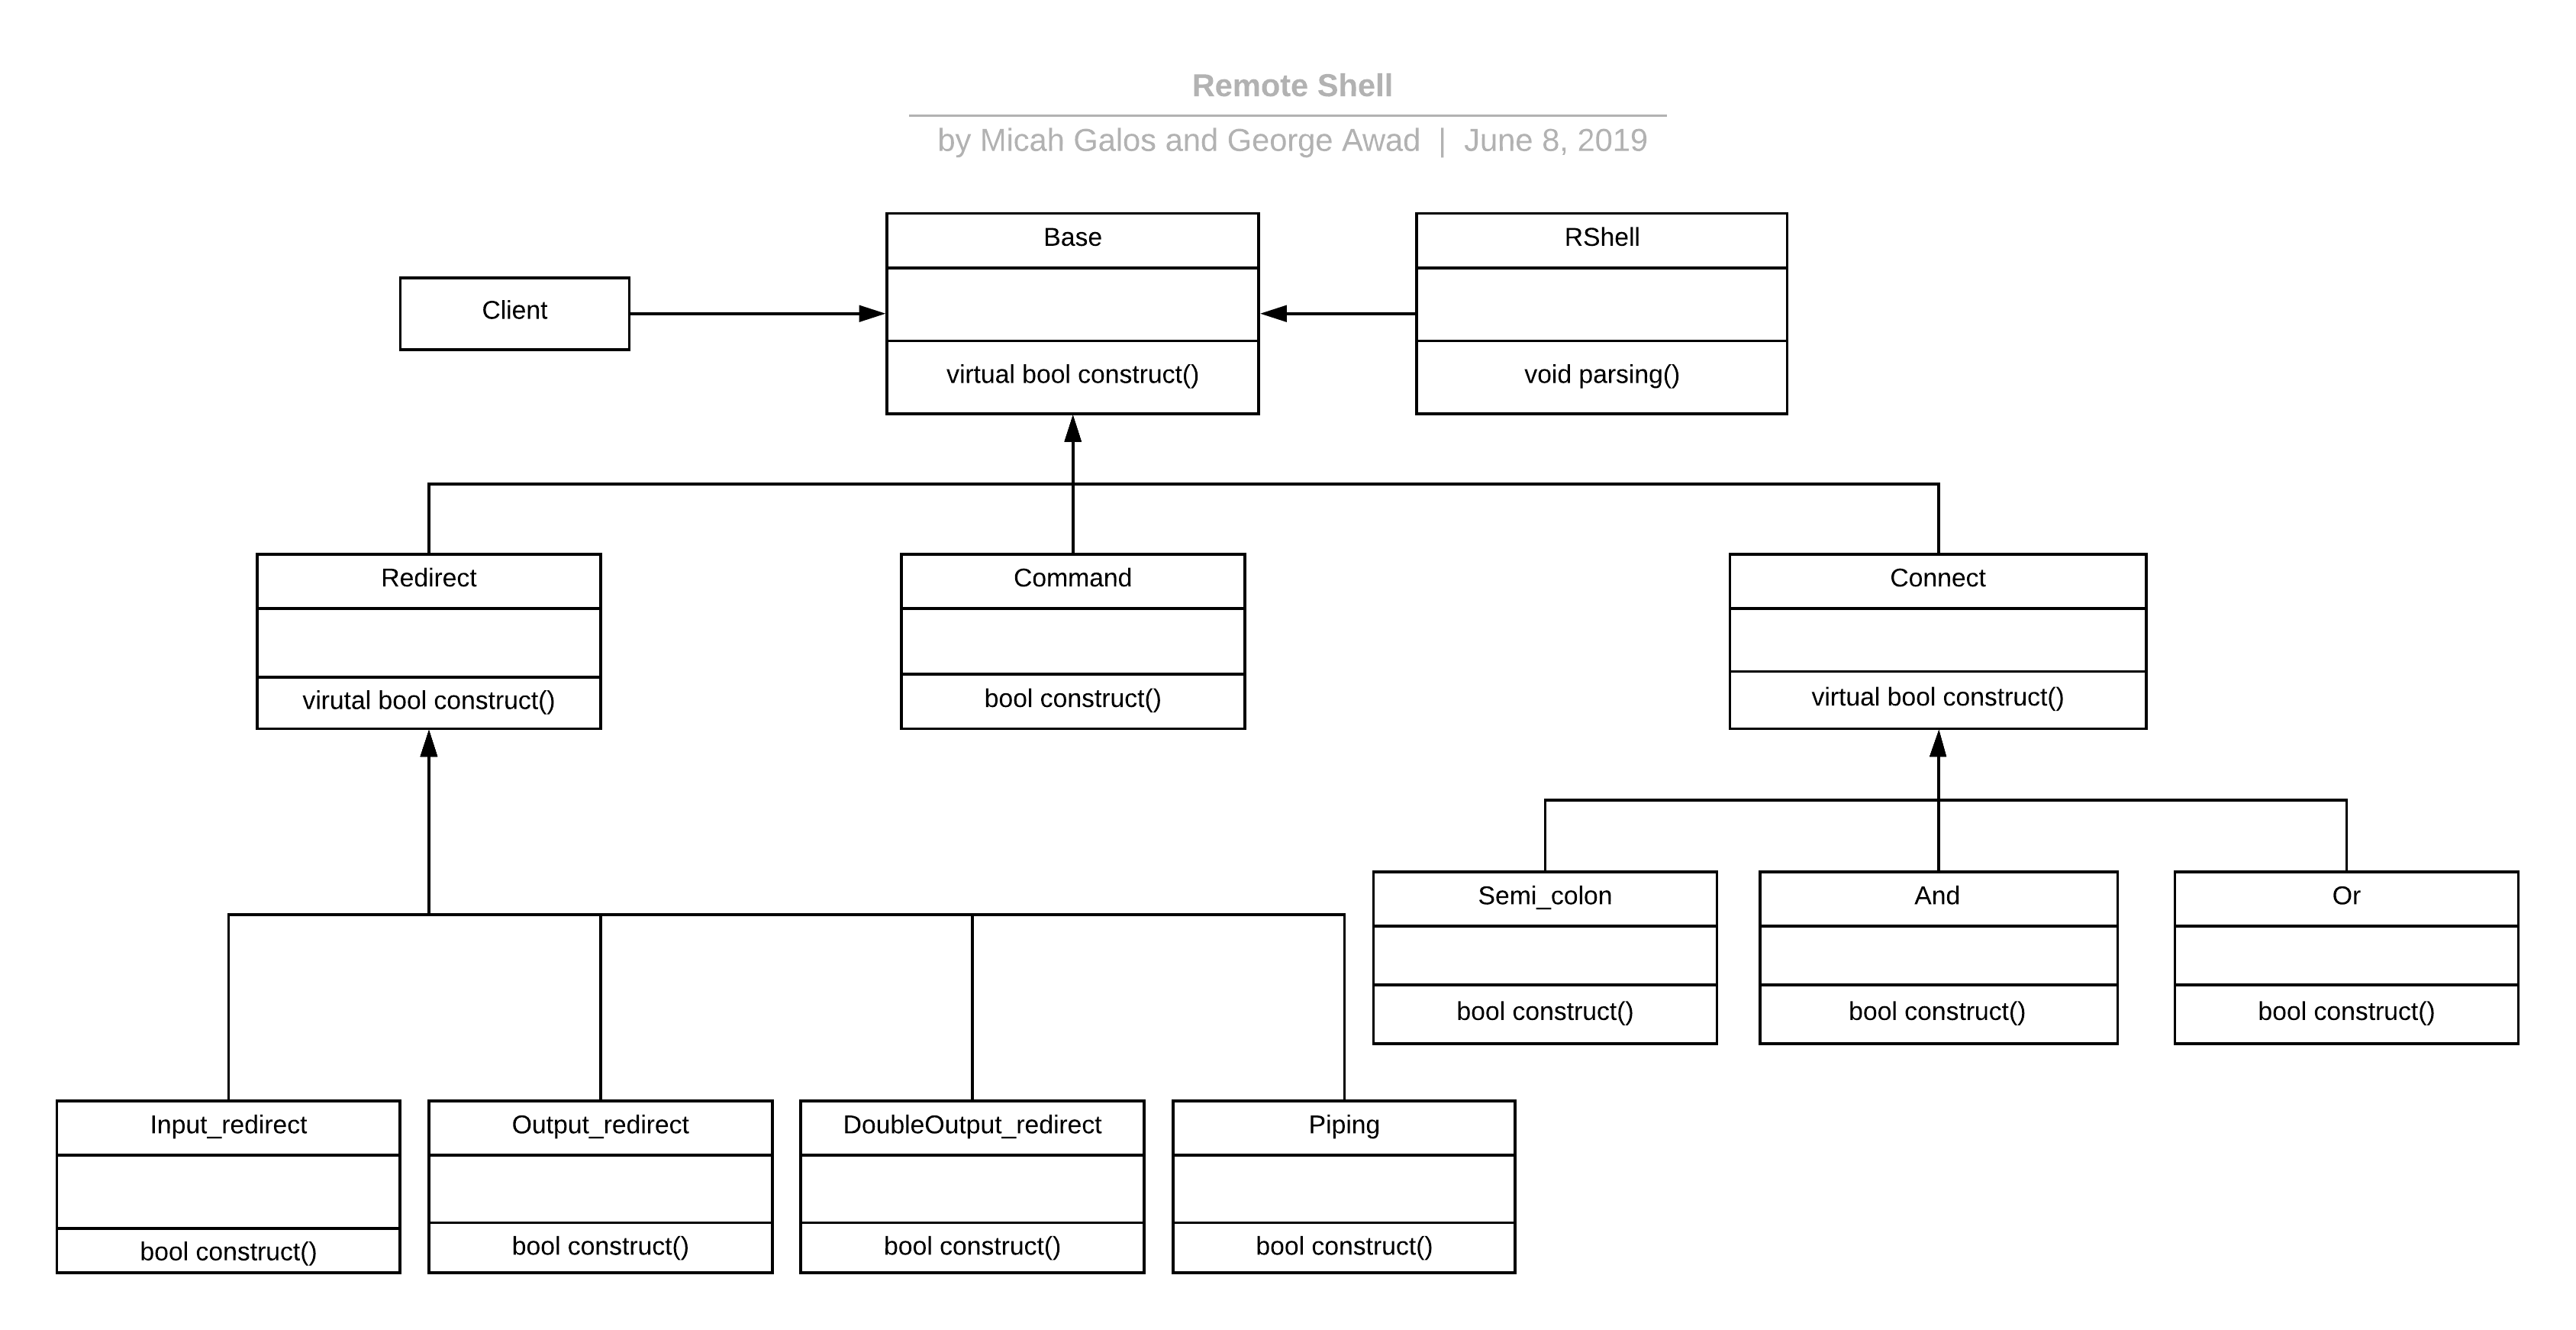 Remote Shell
by Micah Galos and George Awad | June 8, 2019
Base
RShell
Client
virtual bool construct()
void parsing()
Redirect
Command
Connect
virutal bool construct()
bool construct()
virtual bool construct()
Semi_colon
And
Or
bool construct()
bool construct()
bool construct()
Input_redirect
Output_redirect
DoubleOutput_redirect
Piping
bool construct()
bool construct()
bool construct()
bool construct()